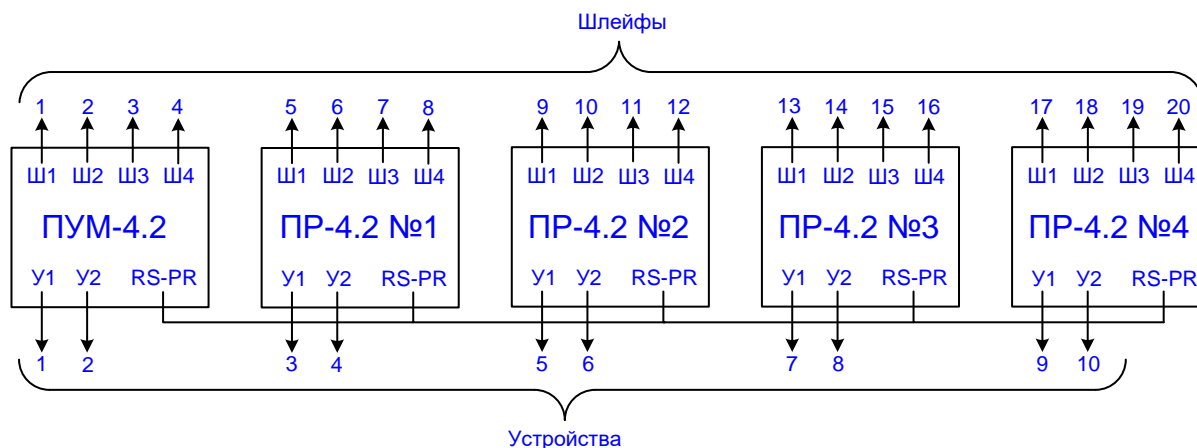 Шлейфы
1 2 3 4 5 6 7 8 9 10 11 12 13 14 15 16 17 18 19 20
Ш1 Ш2 Ш3 Ш4 Ш1 Ш2 Ш3 Ш4 Ш1 Ш2 Ш3 Ш4 Ш1 Ш2 Ш3 Ш4 Ш1 Ш2 Ш3 Ш4
ПУМ-4.2 ПР-4.2 №1 ПР-4.2 №2 ПР-4.2 №3 ПР-4.2 №4
У1 У2 RS-PR У1 У2 RS-PR У1 У2 RS-PR У1 У2 RS-PR У1 У2 RS-PR
1 2 3 4 5 6 7 8 9 10
Устройства